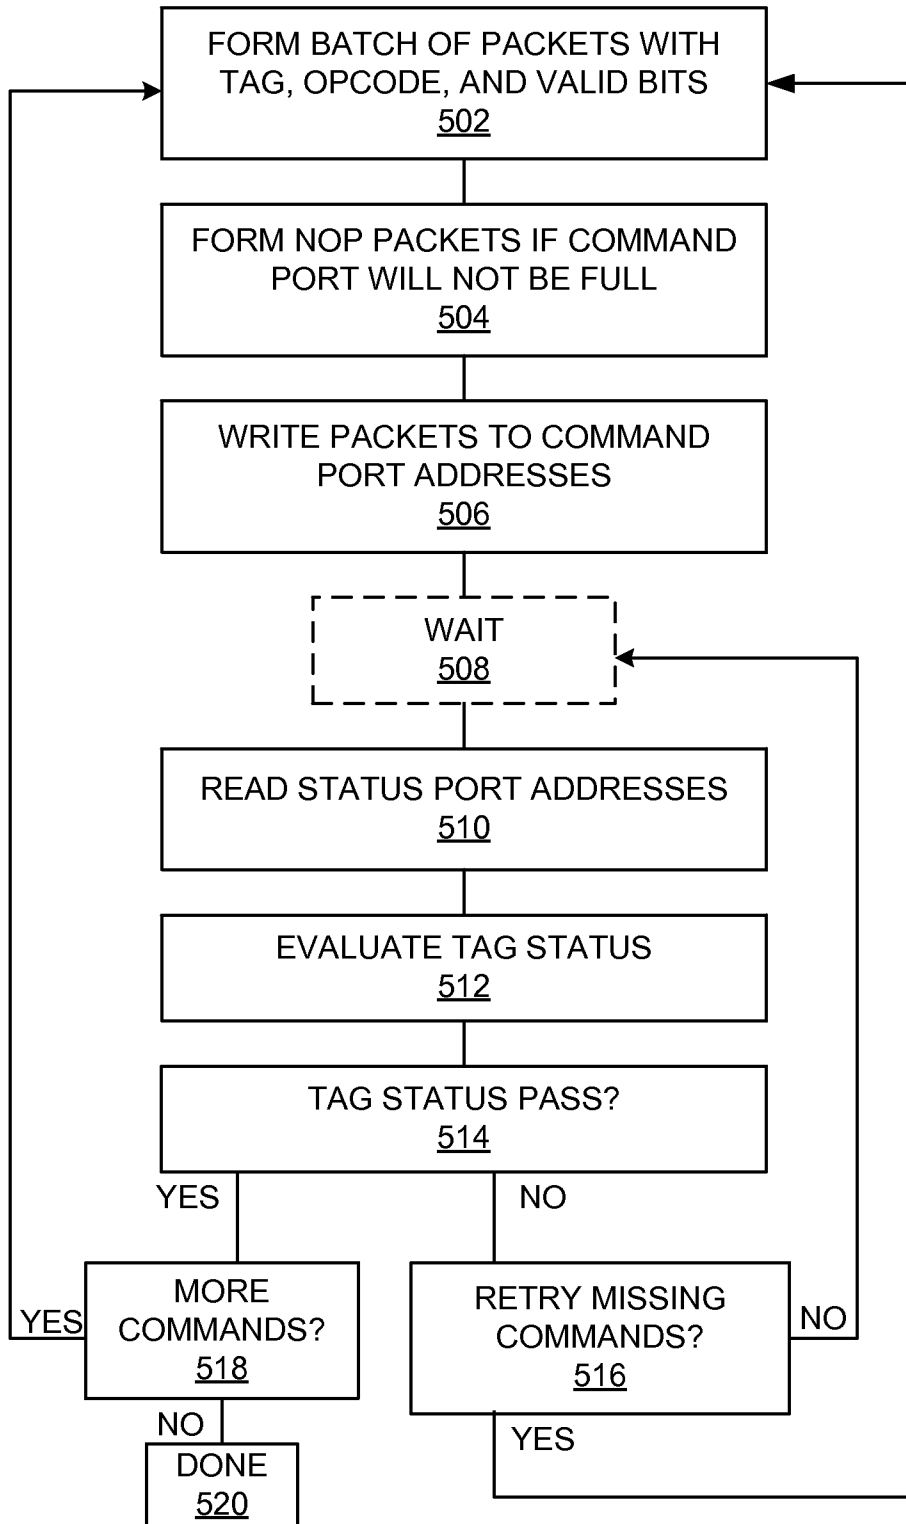 FORM BATCH OF PACKETS WITH
TAG, OPCODE, AND VALID BITS
502
FORM NOP PACKETS IF COMMAND
PORT WILL NOT BE FULL
504
WRITE PACKETS TO COMMAND
PORT ADDRESSES
506
WAIT
508
READ STATUS PORT ADDRESSES
510
EVALUATE TAG STATUS
512
TAG STATUS PASS?
514
YES
NO
MORE
COMMANDS?
518
YES
RETRY MISSING
COMMANDS?
516
NO
NO
YES
DONE
520